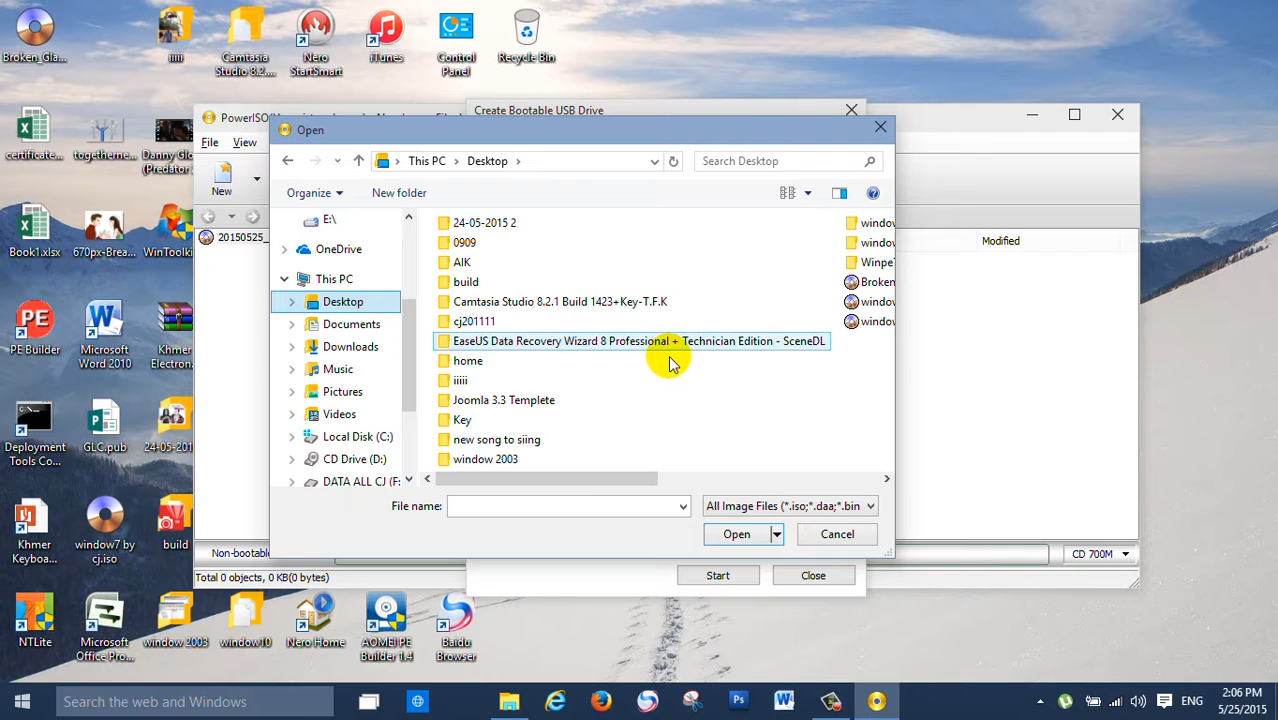 Broken_Gla...
iiiii
Camtasia Studio 8.2....
Nero StartSmart
iTunes
Control Panel
Recycle Bin
certificate...
togetherne...
Danny Glo... (Predator ...
Book1.xlsx
670px-Brea...
WinToolki...
PE Builder
Microsoft Word 2010
Khmer
Deployment Tools Co...
GLC.pub
24-05-201
Khmer Keyboa...
window7 by cj.iso
build
NTLite
Microsoft Office Pro...
window 2003
window10
Nero Home
AOMEI PE Builder 1.4
Baidu Browser
PowerISO
File View
New
20150525_
Modified
Non-bootable
CD 700M
Total 0 objects, 0 KB(0 bytes)
Create Bootable USB Drive
Start
Close
Open
This PC
Desktop
Search Desktop
Organize
New folder
E:\
OneDrive
This PC
Desktop
Documents
Downloads
Music
Pictures
Videos
Local Disk (C:)
CD Drive (D:)
DATA ALL CJ (F:
24-05-2015 2
0909
AIK
build
Camtasia Studio 8.2.1 Build 1423+Key-T.F.K
cj201111
EaseUS Data Recovery Wizard 8 Professional + Technician Edition - SceneDL
home
iiiii
Joomla 3.3 Templete
Key
new song to siing
window 2003
window
window
Winpe
Broken
window
window
File name:
All Image Files (*.iso;*.daa;*.bin
Open
Cancel
Search the web and Windows
ENG
2:06 PM
5/25/2015